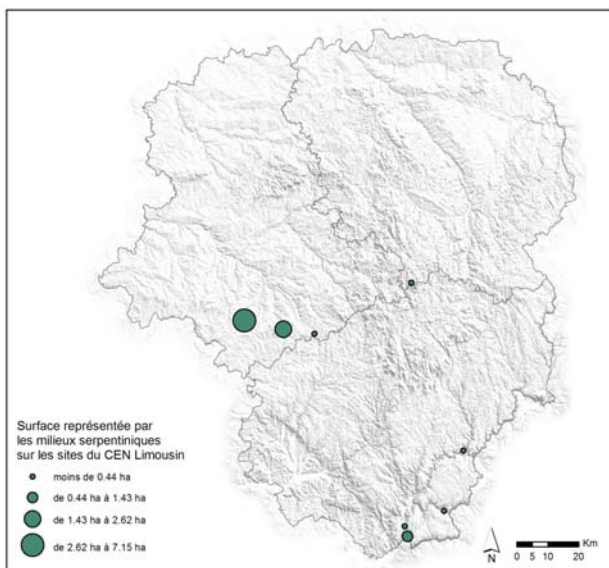 Surface représentée par
les milieux serpentiniques
sur les sites du CEN Limousin
moins de 0.44 ha
de 0.44 ha à 1.43 ha
de 1.43 ha à 2.62 ha
de 2.62 ha à 7.15 ha
N
Km
0 5 10 20